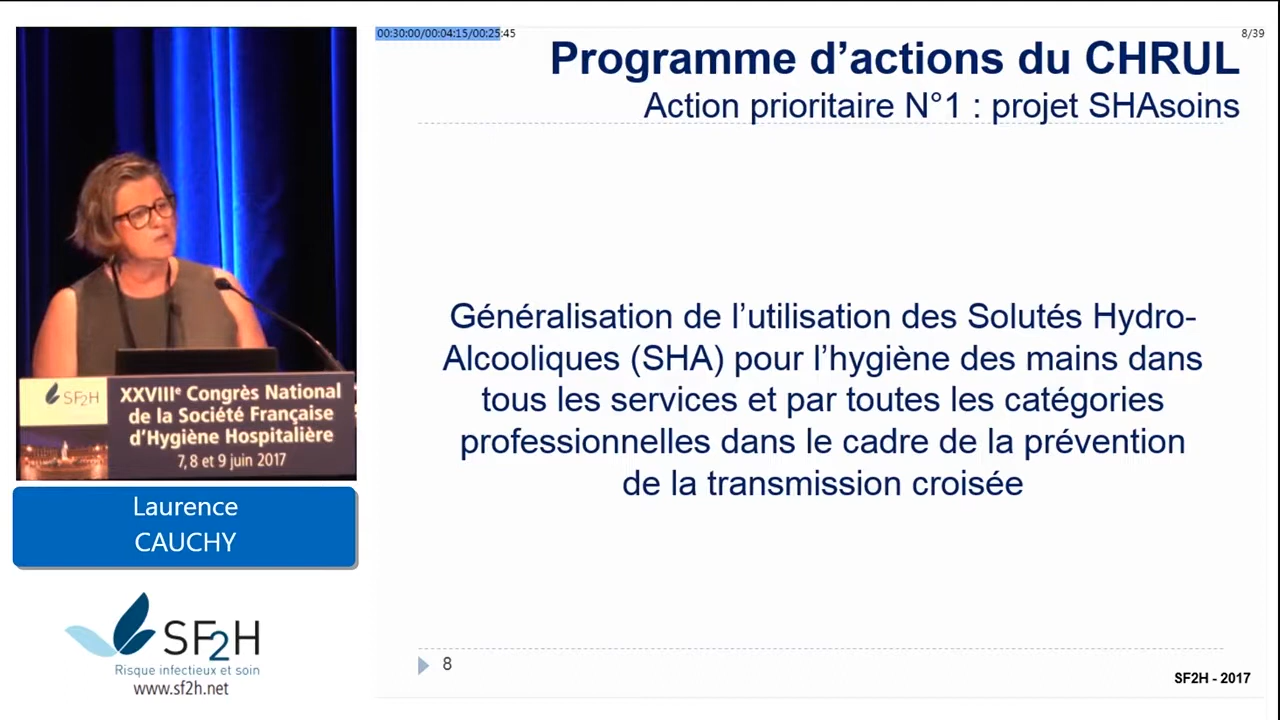 00:30:00/00:04:15/00:25:45
8/39
Programme d’actions du CHRUL
Action prioritaire N°1 : projet SHAsoins
Généralisation de l’utilisation des Solutés Hydro-
Alcooliques (SHA) pour l’hygiène des mains dans
tous les services et par toutes les catégories
professionnelles dans le cadre de la prévention
de la transmission croisée
8
SF2H - 2017
SF2H
XXVIIIᵉ Congrès National
de la Société Française
d’Hygiène Hospitalière
7, 8 et 9 juin 2017
Laurence
CAUCHY
SF2H
Risque infectieux et soin
www.sf2h.net